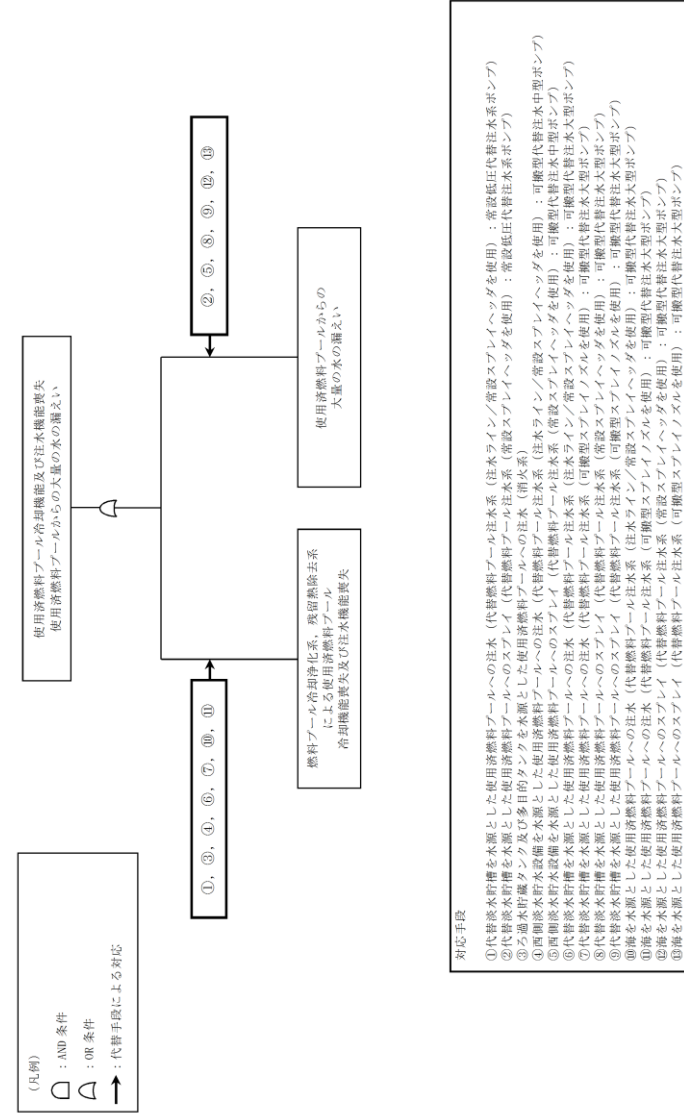 (凡例)
：AND 条件
：OR 条件
：代替手段による対応
使用済燃料プール冷却機能及び注水機能喪失
使用済燃料プールからの大量の水の漏えい
①，③，④，⑥，⑦，⑩，⑪
②，⑤，⑧，⑨，⑫，⑬
燃料プール冷却浄化系，残留熱除去系
による使用済燃料プール
冷却機能喪失及び注水機能喪失
使用済燃料プールからの
大量の水の漏えい
対応手段
①代替淡水貯槽を水源とした使用済燃料プールへの注水（代替燃料プール注水系（注水ライン／常設スプレイヘッダを使用）：常設低圧代替注水系ポンプ）
②代替淡水貯槽を水源とした使用済燃料プールへのスプレイ（代替燃料プール注水系（常設スプレイヘッダを使用）：常設低圧代替注水系ポンプ）
③ろ過水貯蔵タンク及び多目的タンクを水源とした使用済燃料プールへの注水（消火系）
④西側淡水貯水設備を水源とした使用済燃料プールへの注水（代替燃料プール注水系（注水ライン／常設スプレイヘッダを使用）：可搬型代替注水中型ポンプ）
⑤西側淡水貯水設備を水源とした使用済燃料プールへのスプレイ（代替燃料プール注水系（常設スプレイヘッダを使用）：可搬型代替注水中型ポンプ）
⑥代替淡水貯槽を水源とした使用済燃料プールへの注水（代替燃料プール注水系（注水ライン／常設スプレイヘッダを使用）：可搬型代替注水大型ポンプ）
⑦代替淡水貯槽を水源とした使用済燃料プールへの注水（代替燃料プール注水系（可搬型スプレイノズルを使用）：可搬型代替注水大型ポンプ）
⑧代替淡水貯槽を水源とした使用済燃料プールへのスプレイ（代替燃料プール注水系（常設スプレイヘッダを使用）：可搬型代替注水大型ポンプ）
⑨代替淡水貯槽を水源とした使用済燃料プールへのスプレイ（代替燃料プール注水系（可搬型スプレイノズルを使用）：可搬型代替注水大型ポンプ）
⑩海を水源とした使用済燃料プールへの注水（代替燃料プール注水系（注水ライン／常設スプレイヘッダを使用）：可搬型代替注水大型ポンプ）
⑪海を水源とした使用済燃料プールへの注水（代替燃料プール注水系（可搬型スプレイノズルを使用）：可搬型代替注水大型ポンプ）
⑫海を水源とした使用済燃料プールへのスプレイ（代替燃料プール注水系（常設スプレイヘッダを使用）：可搬型代替注水大型ポンプ）
⑬海を水源とした使用済燃料プールへのスプレイ（代替燃料プール注水系（可搬型スプレイノズルを使用）：可搬型代替注水大型ポンプ）